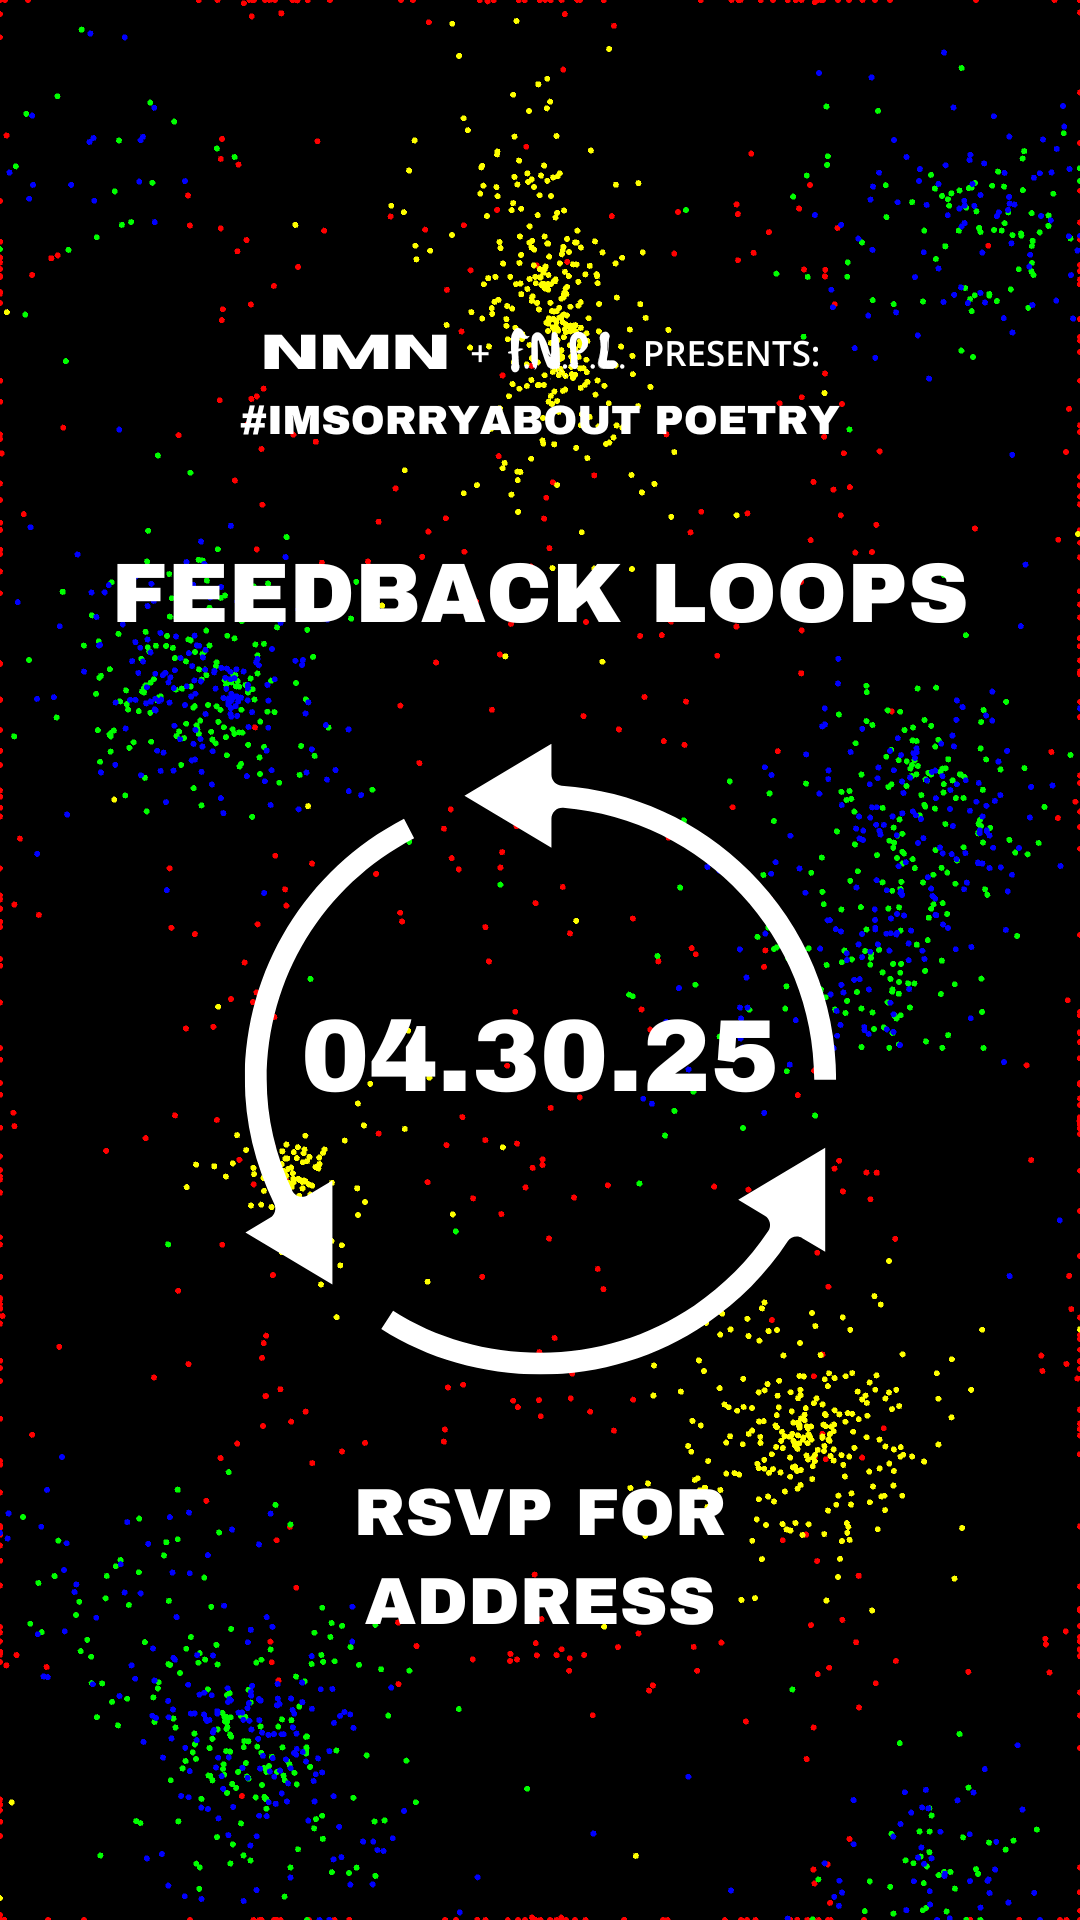 NMN + F.N.P.L. PRESENTS:
#IMSORRYABOUT POETRY
FEEDBACK LOOPS
04.30.25
RSVP FOR
ADDRESS